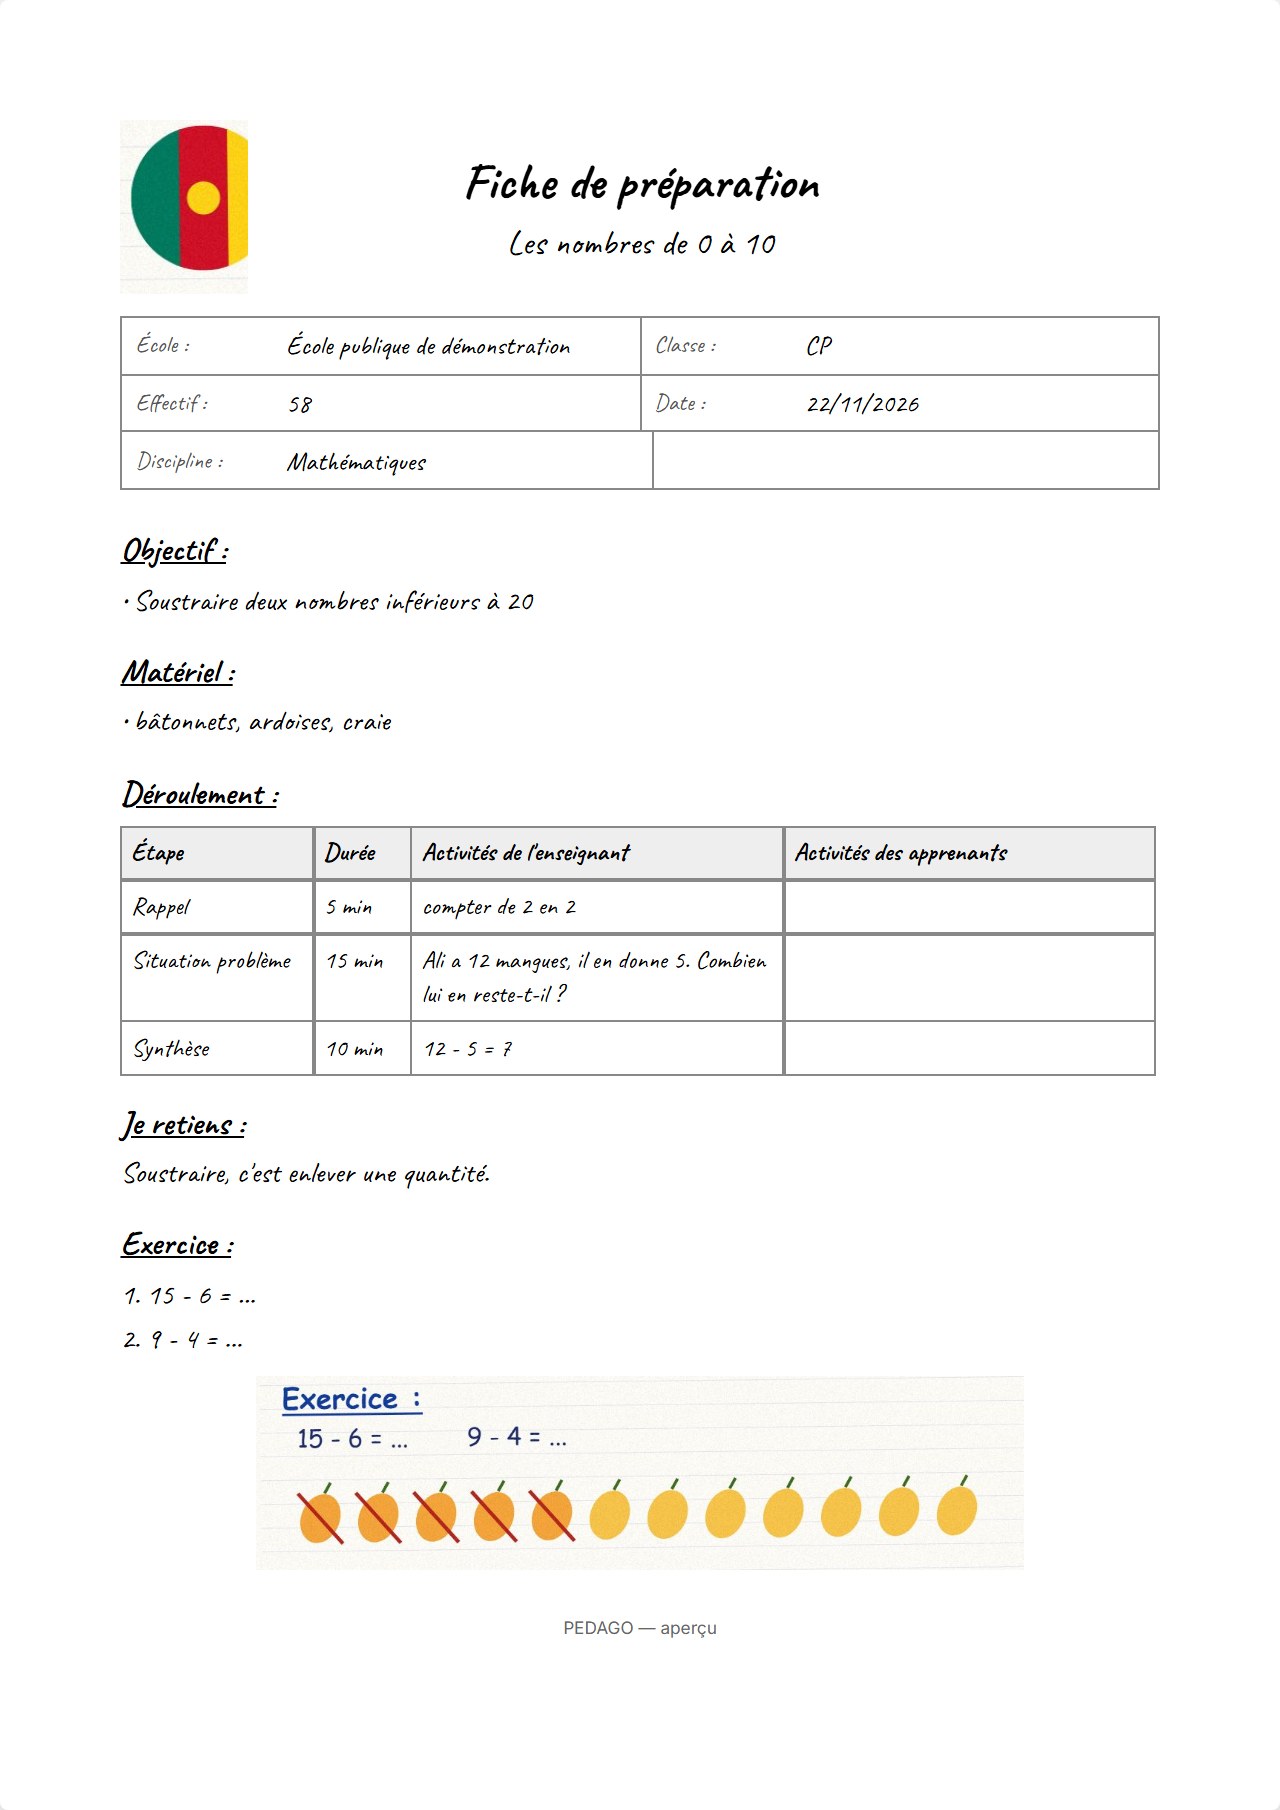 Fiche de préparation
Les nombres de 0 à 10
École : École publique de démonstration Classe : CP
Effectif : 58 Date : 22/11/2026
Discipline : Mathématiques
Objectif :
• Soustraire deux nombres inférieurs à 20
Matériel :
• bâtonnets, ardoises, craie
Déroulement :
Étape Durée Activités de l'enseignant Activités des apprenants
Rappel 5 min compter de 2 en 2
Situation problème 15 min Ali a 12 mangues, il en donne 5. Combien
lui en reste-t-il ?
Synthèse 10 min 12 - 5 = 7
Je retiens :
Soustraire, c'est enlever une quantité.
Exercice :
1. 15 - 6 = ...
2. 9 - 4 = ...
Exercice :
15 - 6 = ... 9 - 4 = ...
PEDAGO — aperçu